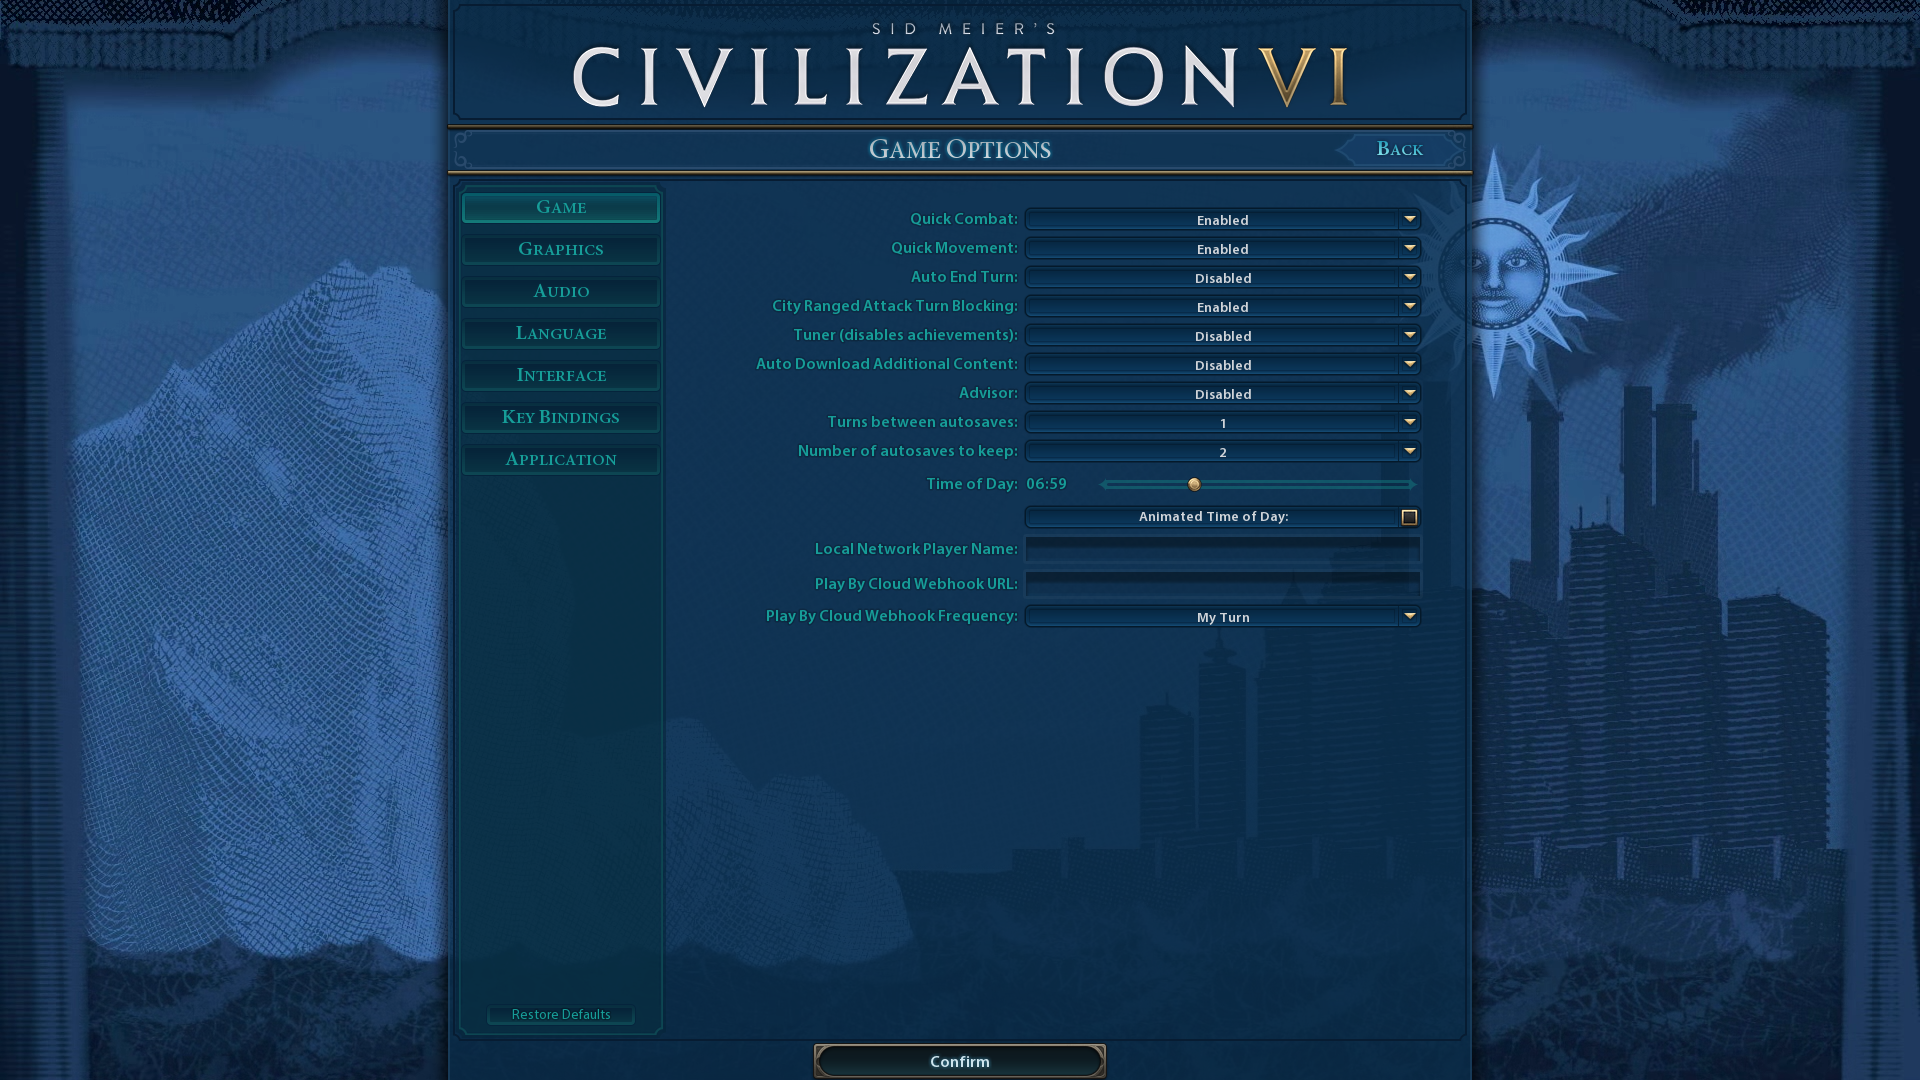 SID MEIER'S
CIVILIZATION VI
GAME OPTIONS
BACK
GAME
GRAPHICS
AUDIO
LANGUAGE
INTERFACE
KEY BINDINGS
APPLICATION
Restore Defaults
Quick Combat: Enabled
Quick Movement: Enabled
Auto End Turn: Disabled
City Ranged Attack Turn Blocking: Enabled
Tuner (disables achievements): Disabled
Auto Download Additional Content: Disabled
Advisor: Disabled
Turns between autosaves: 1
Number of autosaves to keep: 2
Time of Day: 06:59
Animated Time of Day:
Local Network Player Name:
Play By Cloud Webhook URL:
Play By Cloud Webhook Frequency: My Turn
Confirm